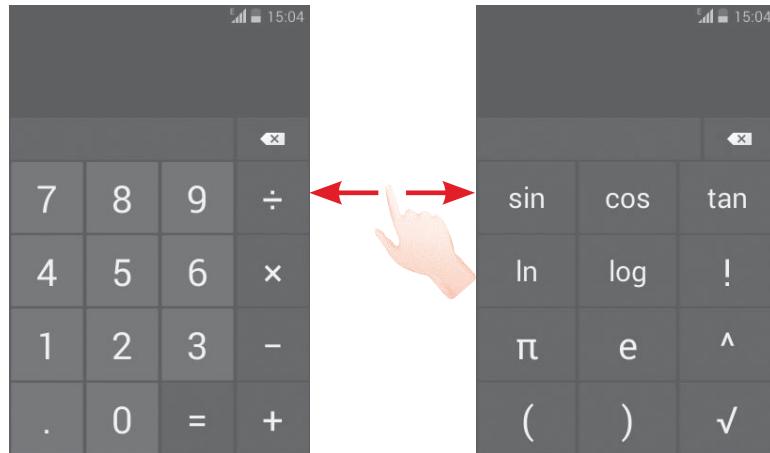 E 15:04
7 8 9 ÷
4 5 6 ×
1 2 3 −
. 0 = +
E 15:04
sin cos tan
ln log !
π e ^
( ) √